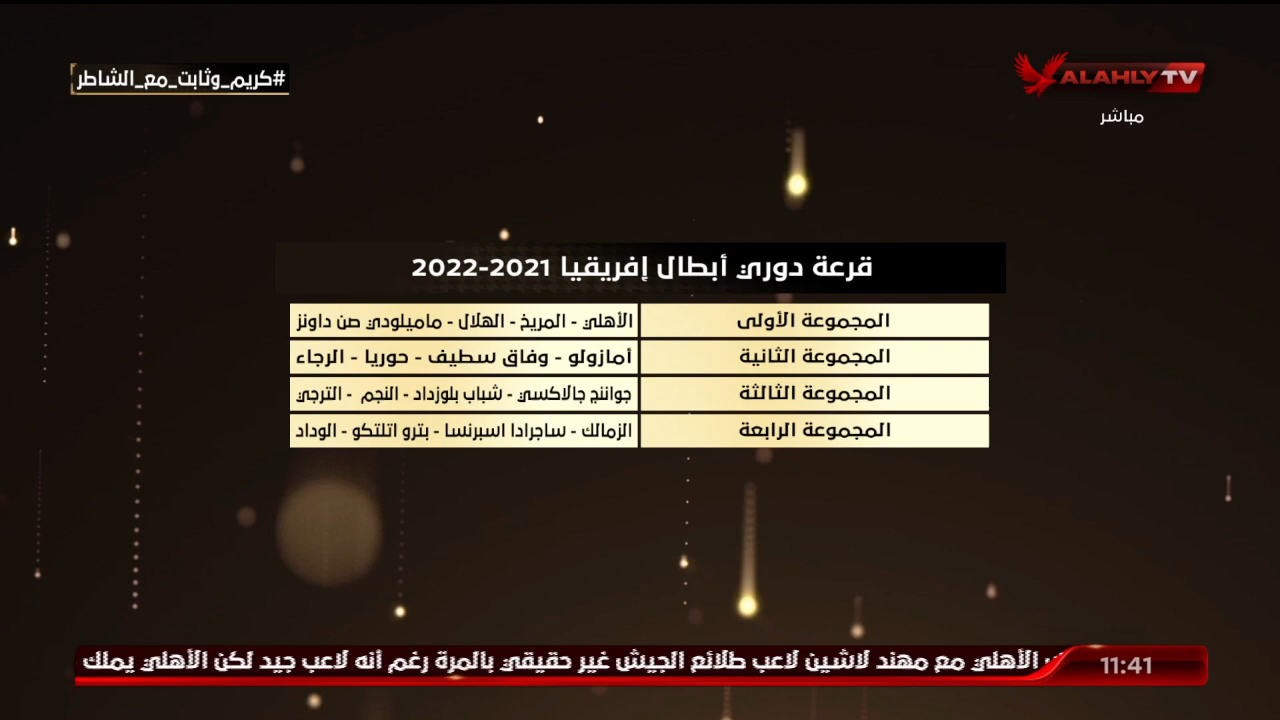 #كريم_وثابت_مع_الشاطر
ALAHLY TV
مباشر
قرعة دوري أبطال إفريقيا 2021-2022
المجموعة الأولى الأهلي - المريخ - الهلال - ماميلودي صن داونز
المجموعة الثانية أمازولو - وفاق سطيف - حوريا - الرجاء
المجموعة الثالثة جواننج جالاكسي - شباب بلوزداد - النجم - الترجي
المجموعة الرابعة الزمالك - ساجرادا اسبرنسا - بترو اتلتكو - الوداد
11:41
الأهلي مع مهند لاشين لاعب طلائع الجيش غير حقيقي بالمرة رغم أنه لاعب جيد لكن الأهلي يملك